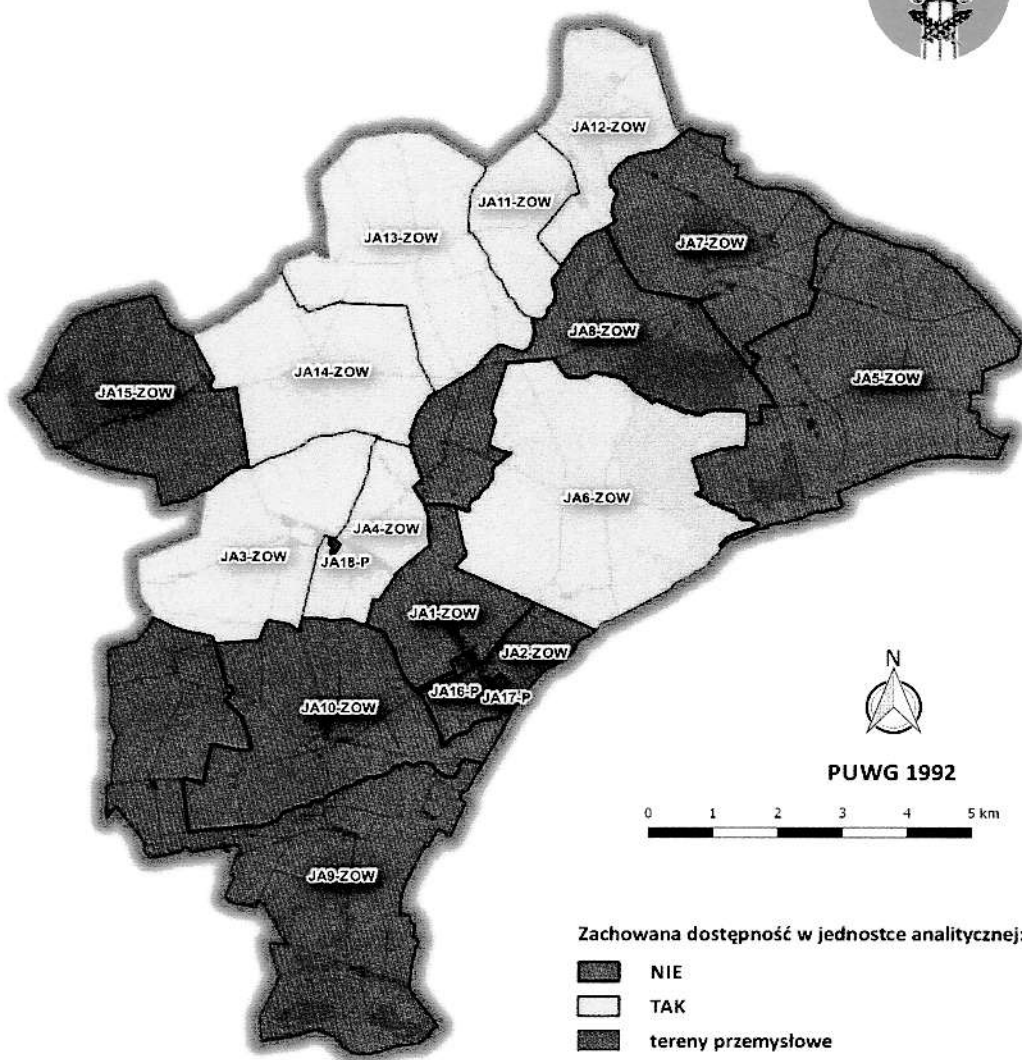 JA12-ZOW
JA11-ZOW
JA13-ZOW
JA7-ZOW
JA8-ZOW
JA14-ZOW
JA5-ZOW
JA15-ZOW
JA6-ZOW
JA4-ZOW
JA3-ZOW
JA18-P
JA1-ZOW
JA2-ZOW
JA16-P
JA17-P
JA10-ZOW
N
PUWG 1992
0 1 2 3 4 5 km
JA9-ZOW
Zachowana dostępność w jednostce analitycznej:
NIE
TAK
tereny przemysłowe